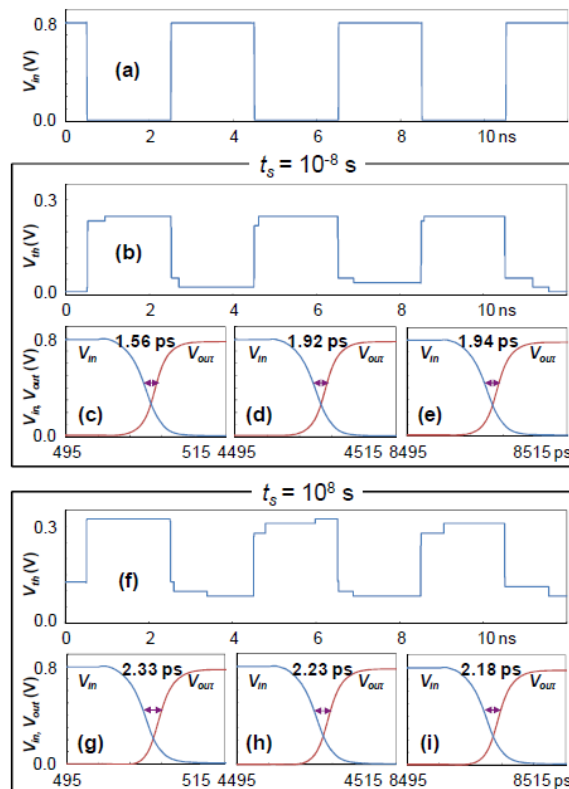 0.8
V_in (V)
(a)
0.0
0 2 4 6 8 10 ns
t_s = 10^-8 s
0.3
V_th (V)
(b)
0.0
0 2 4 6 8 10 ns
0.8
V_in, V_out (V)
V_in 1.56 ps V_out
V_in 1.92 ps V_out
V_in 1.94 ps V_out
(c) (d) (e)
0.0
495 515 4495 4515 8495 8515 ps
t_s = 10^8 s
0.3
V_th (V)
(f)
0.0
0 2 4 6 8 10 ns
0.8
V_in, V_out (V)
V_in 2.33 ps V_out
V_in 2.23 ps V_out
V_in 2.18 ps V_out
(g) (h) (i)
0.0
495 515 4495 4515 8495 8515 ps